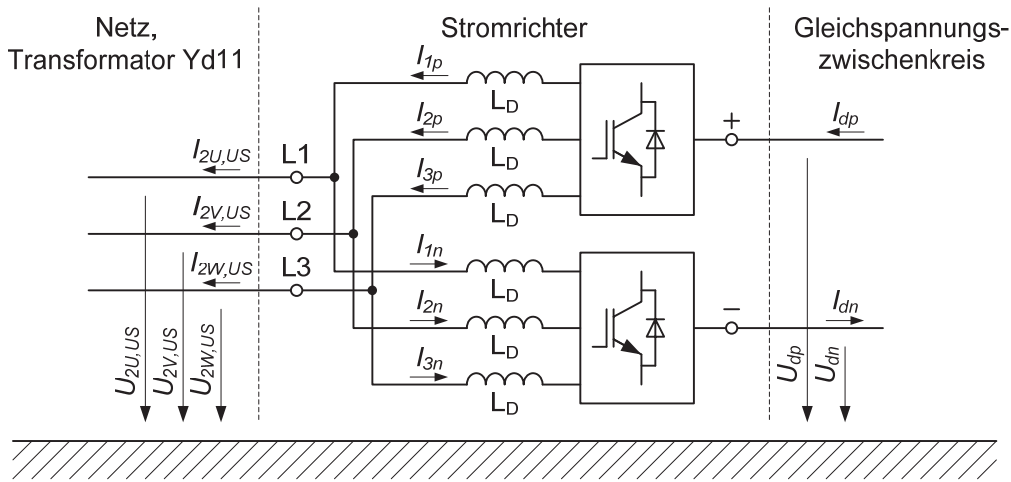 Netz,
Transformator Yd11
Stromrichter
Gleichspannungs-
zwischenkreis
I1p
LD
I2p
LD
I3p
LD
I2U,US
L1
I2V,US
L2
I2W,US
L3
I1n
LD
I2n
LD
I3n
LD
+
Idp
−
Idn
U2U,US
U2V,US
U2W,US
Udp
Udn